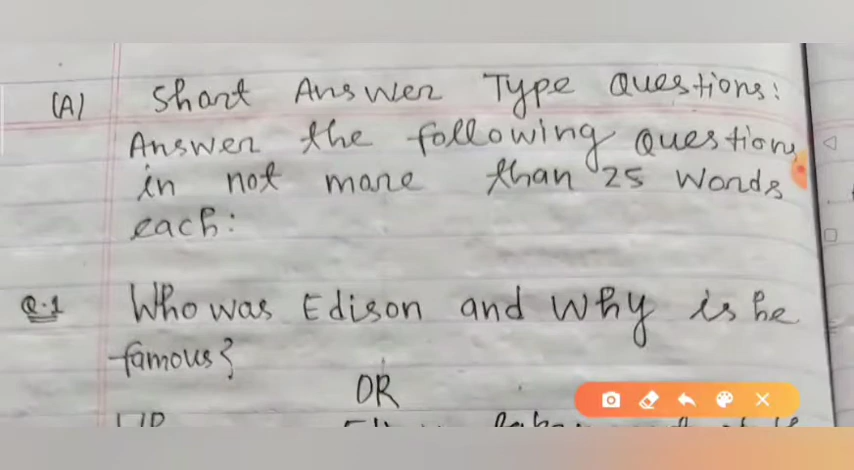 (A) Short Answer Type Questions:
Answer the following Questions
in not more than 25 words
each:
Q.1 Who was Edison and why is he
famous?
OR